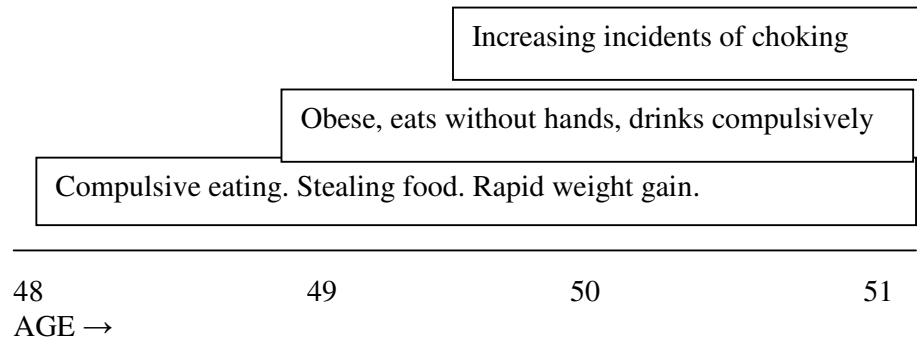 Increasing incidents of choking
Obese, eats without hands, drinks compulsively
Compulsive eating. Stealing food. Rapid weight gain.
48 49 50 51
AGE →